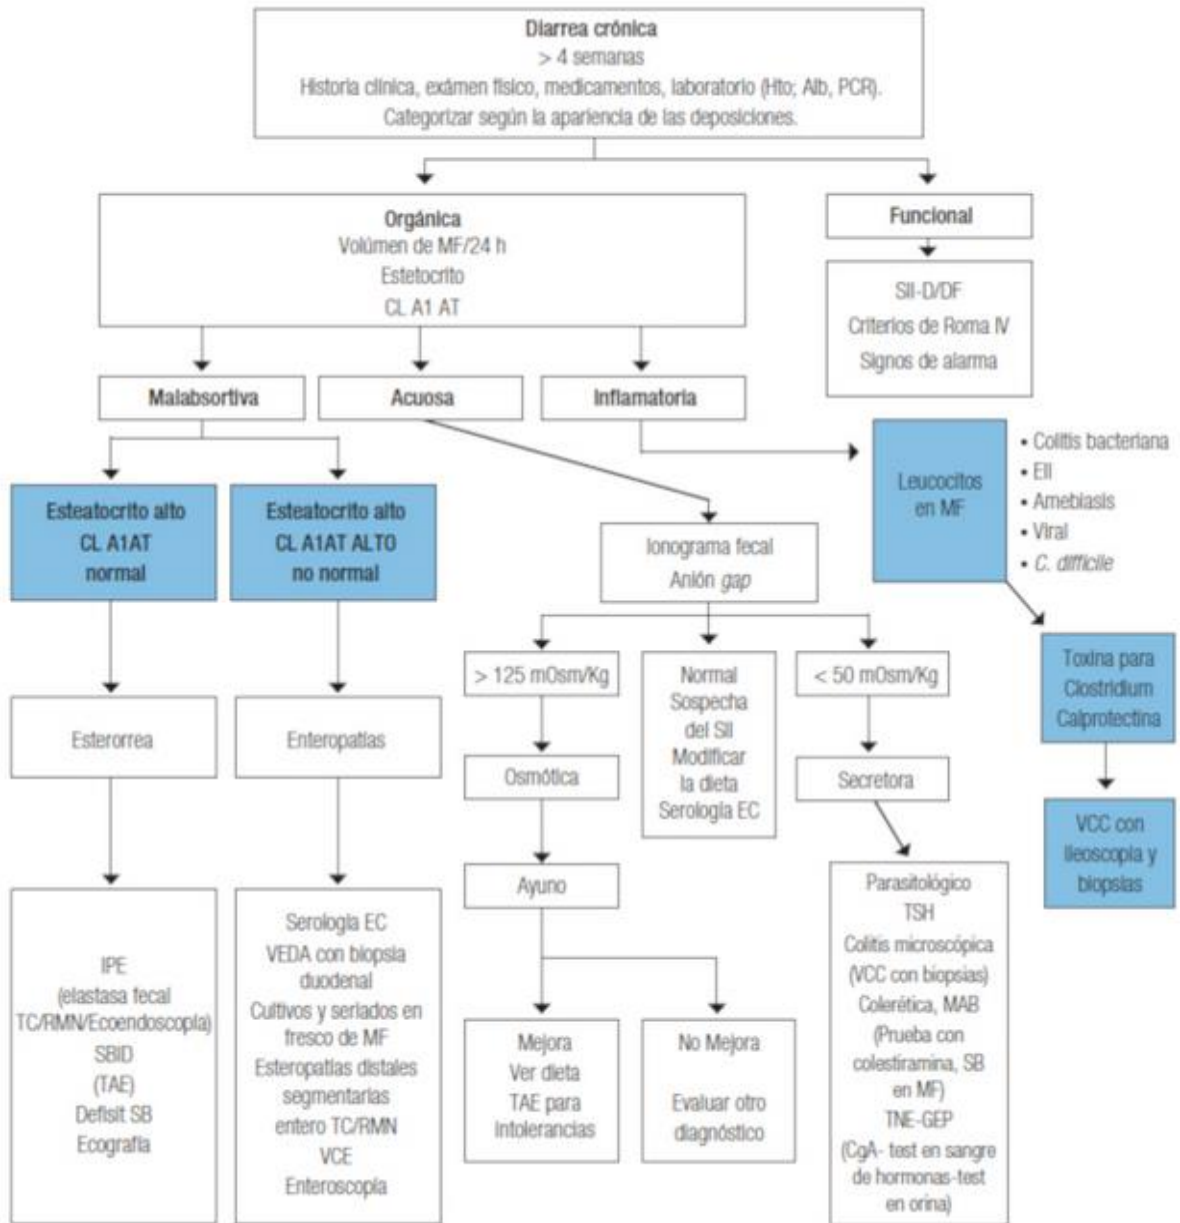 Diarrea crónica
> 4 semanas
Historia clínica, exámen físico, medicamentos, laboratorio (Hto; Alb, PCR).
Categorizar según la apariencia de las deposiciones.
Orgánica
Volúmen de MF/24 h
Estetocrito
CL A1 AT
Funcional
SII-D/DF
Criterios de Roma IV
Signos de alarma
Malabsortiva
Acuosa
Inflamatoria
Leucocitos
en MF
• Colitis bacteriana
• EII
• Amebiasis
• Viral
• C. difficile
Esteatocrito alto
CL A1AT
normal
Esteatocrito alto
CL A1AT ALTO
no normal
Ionograma fecal
Anión gap
Toxina para
Clostridium
Calprotectina
> 125 mOsm/Kg
Normal
Sospecha
del SII
Modificar
la dieta
Serología EC
< 50 mOsm/Kg
Esterorrea
Enteropatías
Osmótica
Secretora
VCC con
ileoscopia y
biopsias
Ayuno
IPE
(elastasa fecal
TC/RMN/Ecoendoscopía)
SBID
(TAE)
Defisit SB
Ecografía
Serología EC
VEDA con biopsia
duodenal
Cultivos y seriados en
fresco de MF
Esteropatías distales
segmentarias
entero TC/RMN
VCE
Enteroscopia
Mejora
Ver dieta
TAE para
intolerancias
No Mejora
Evaluar otro
diagnóstico
Parasitológico
TSH
Colitis microscópica
(VCC con biopsias)
Colerética, MAB
(Prueba con
colestiramina, SB
en MF)
TNE-GEP
(CgA- test en sangre
de hormonas-test
en orina)